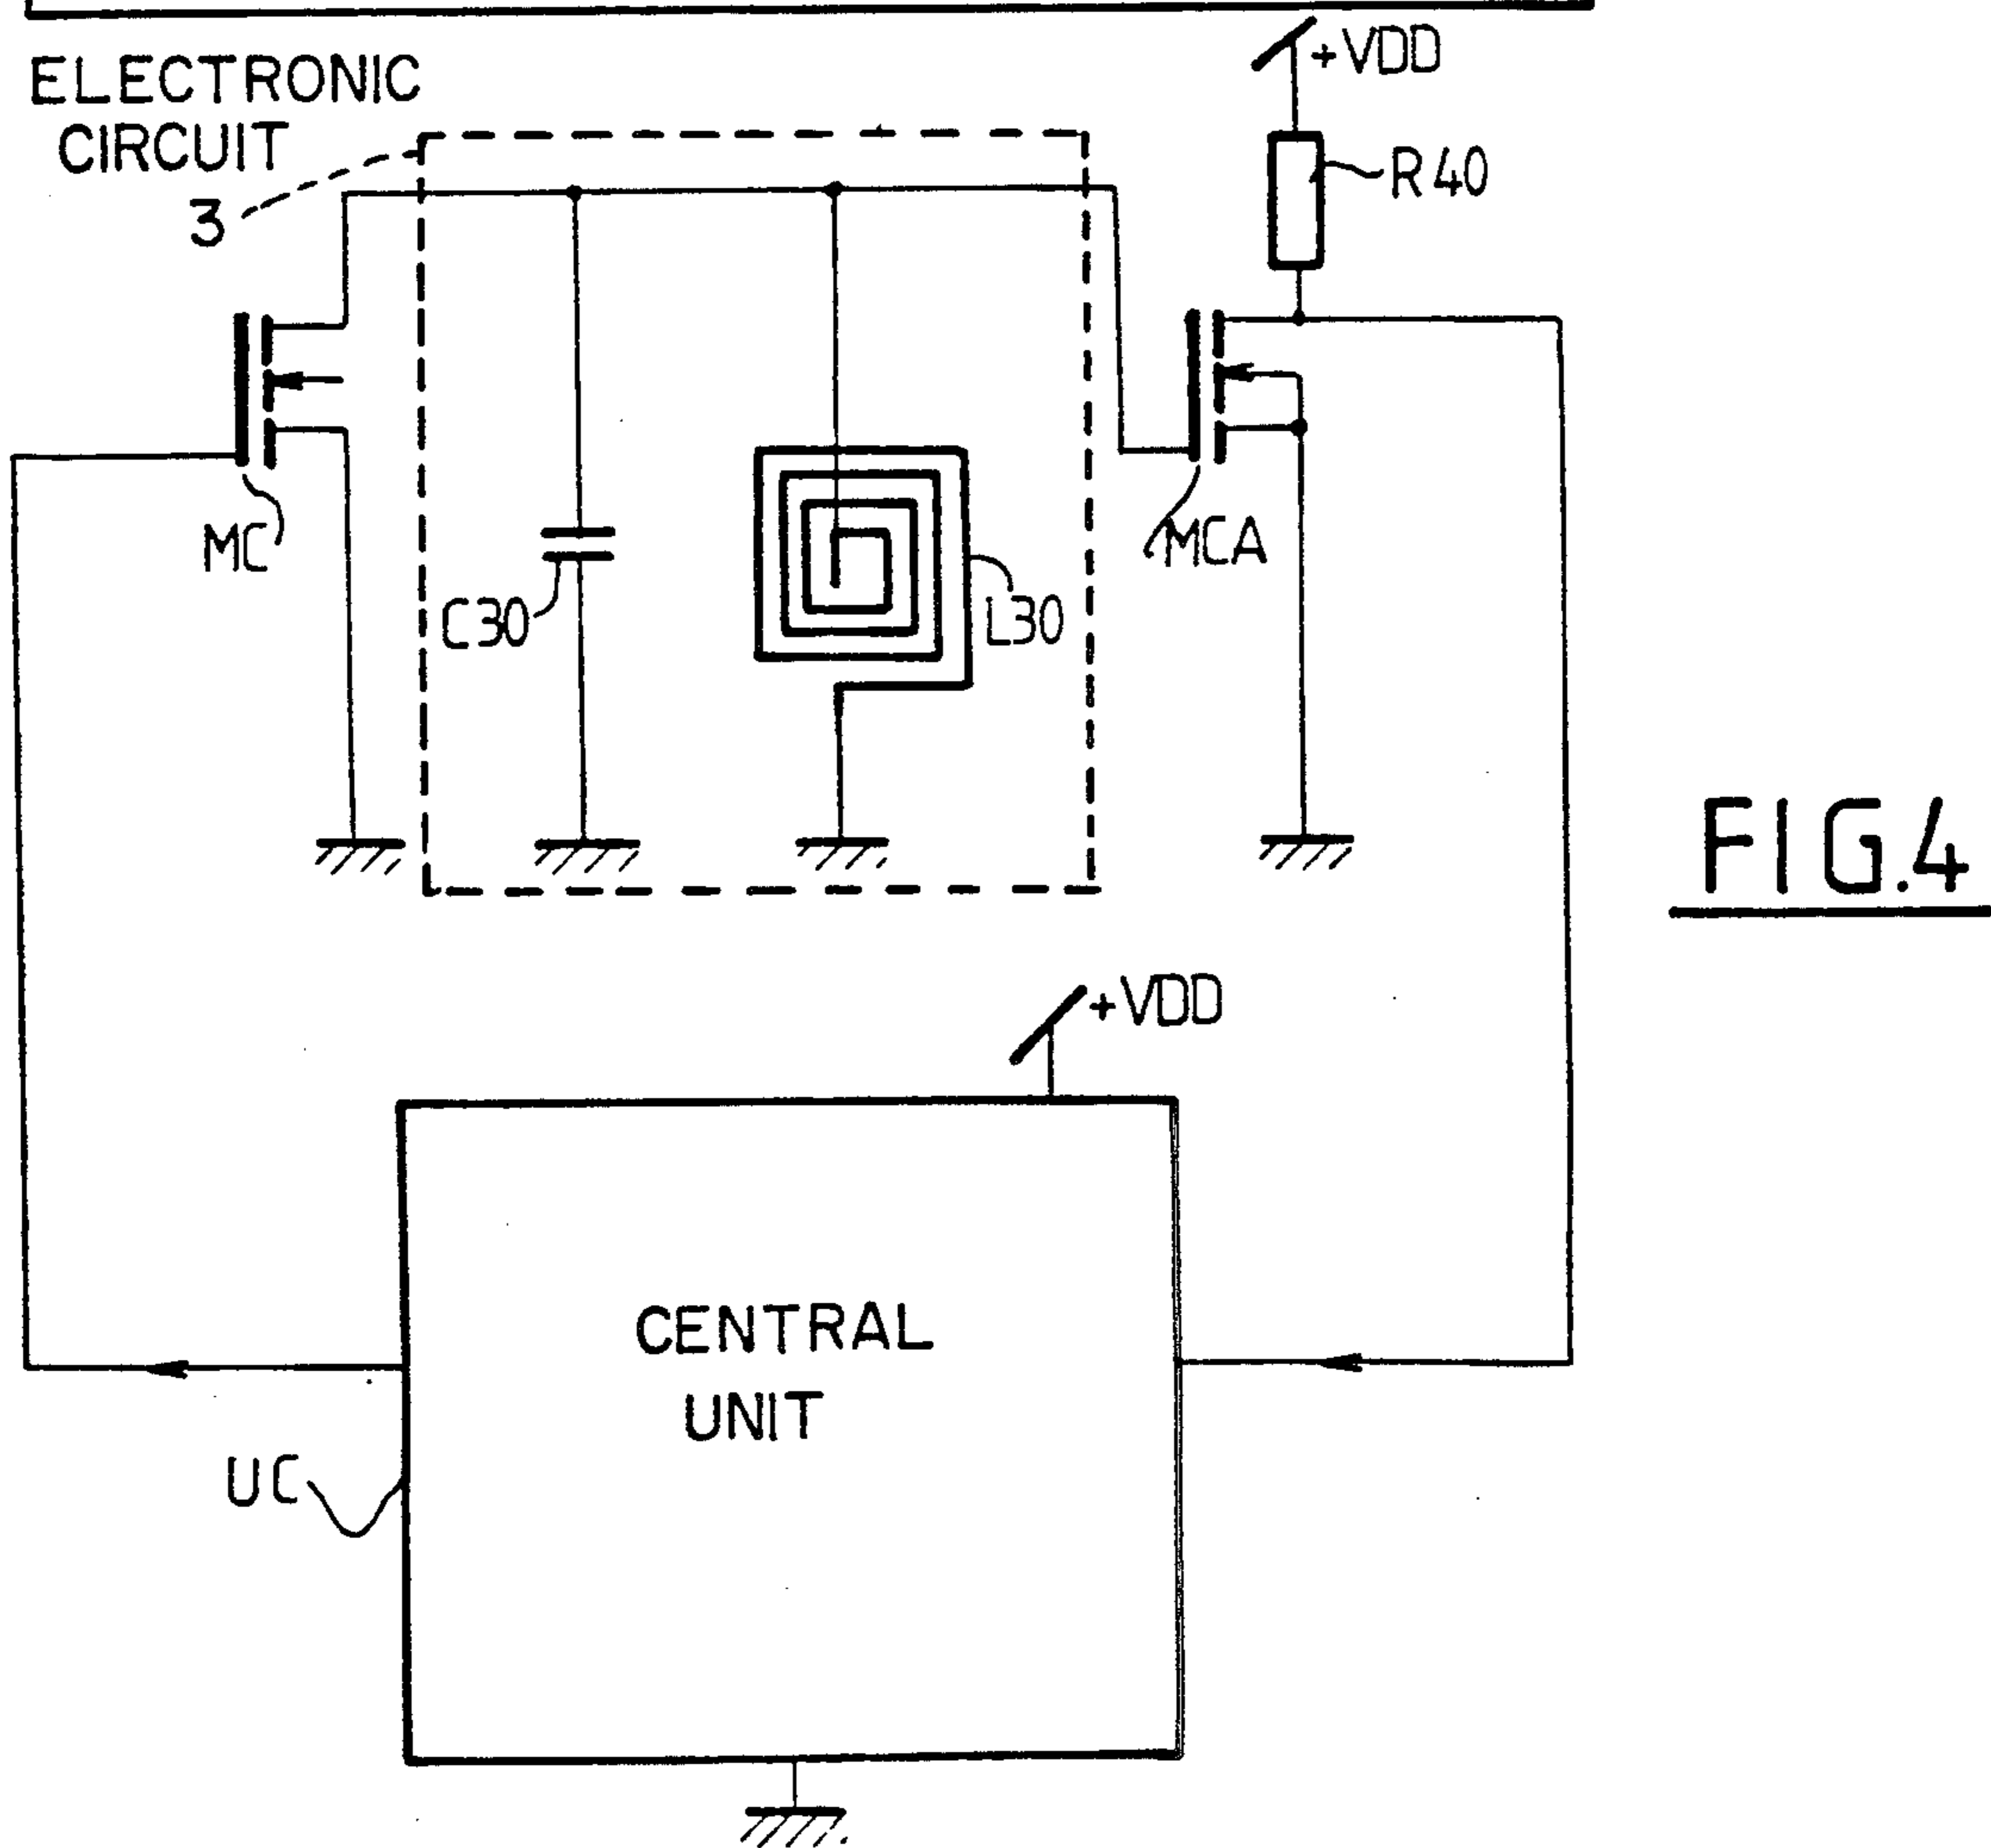 ELECTRONIC
CIRCUIT
3
+VDD
R40
MC
C30
L30
MCA
FIG.4
+VDD
CENTRAL
UNIT
UC